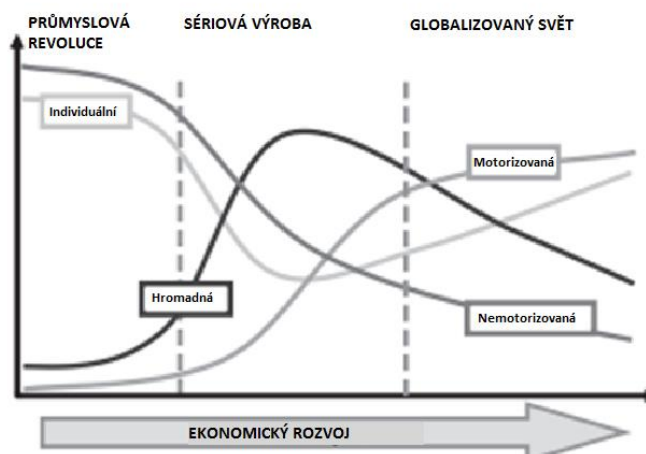 PRŮMYSLOVÁ
REVOLUCE
SÉRIOVÁ VÝROBA
GLOBALIZOVANÝ SVĚT
Individuální
Motorizovaná
Hromadná
Nemotorizovaná
EKONOMICKÝ ROZVOJ